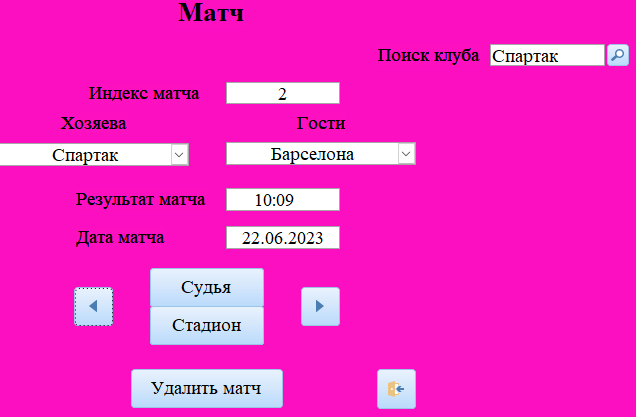 Матч
Поиск клуба Спартак
Индекс матча 2
Хозяева Гости
Спартак Барселона
Результат матча 10:09
Дата матча 22.06.2023
Судья
Стадион
Удалить матч